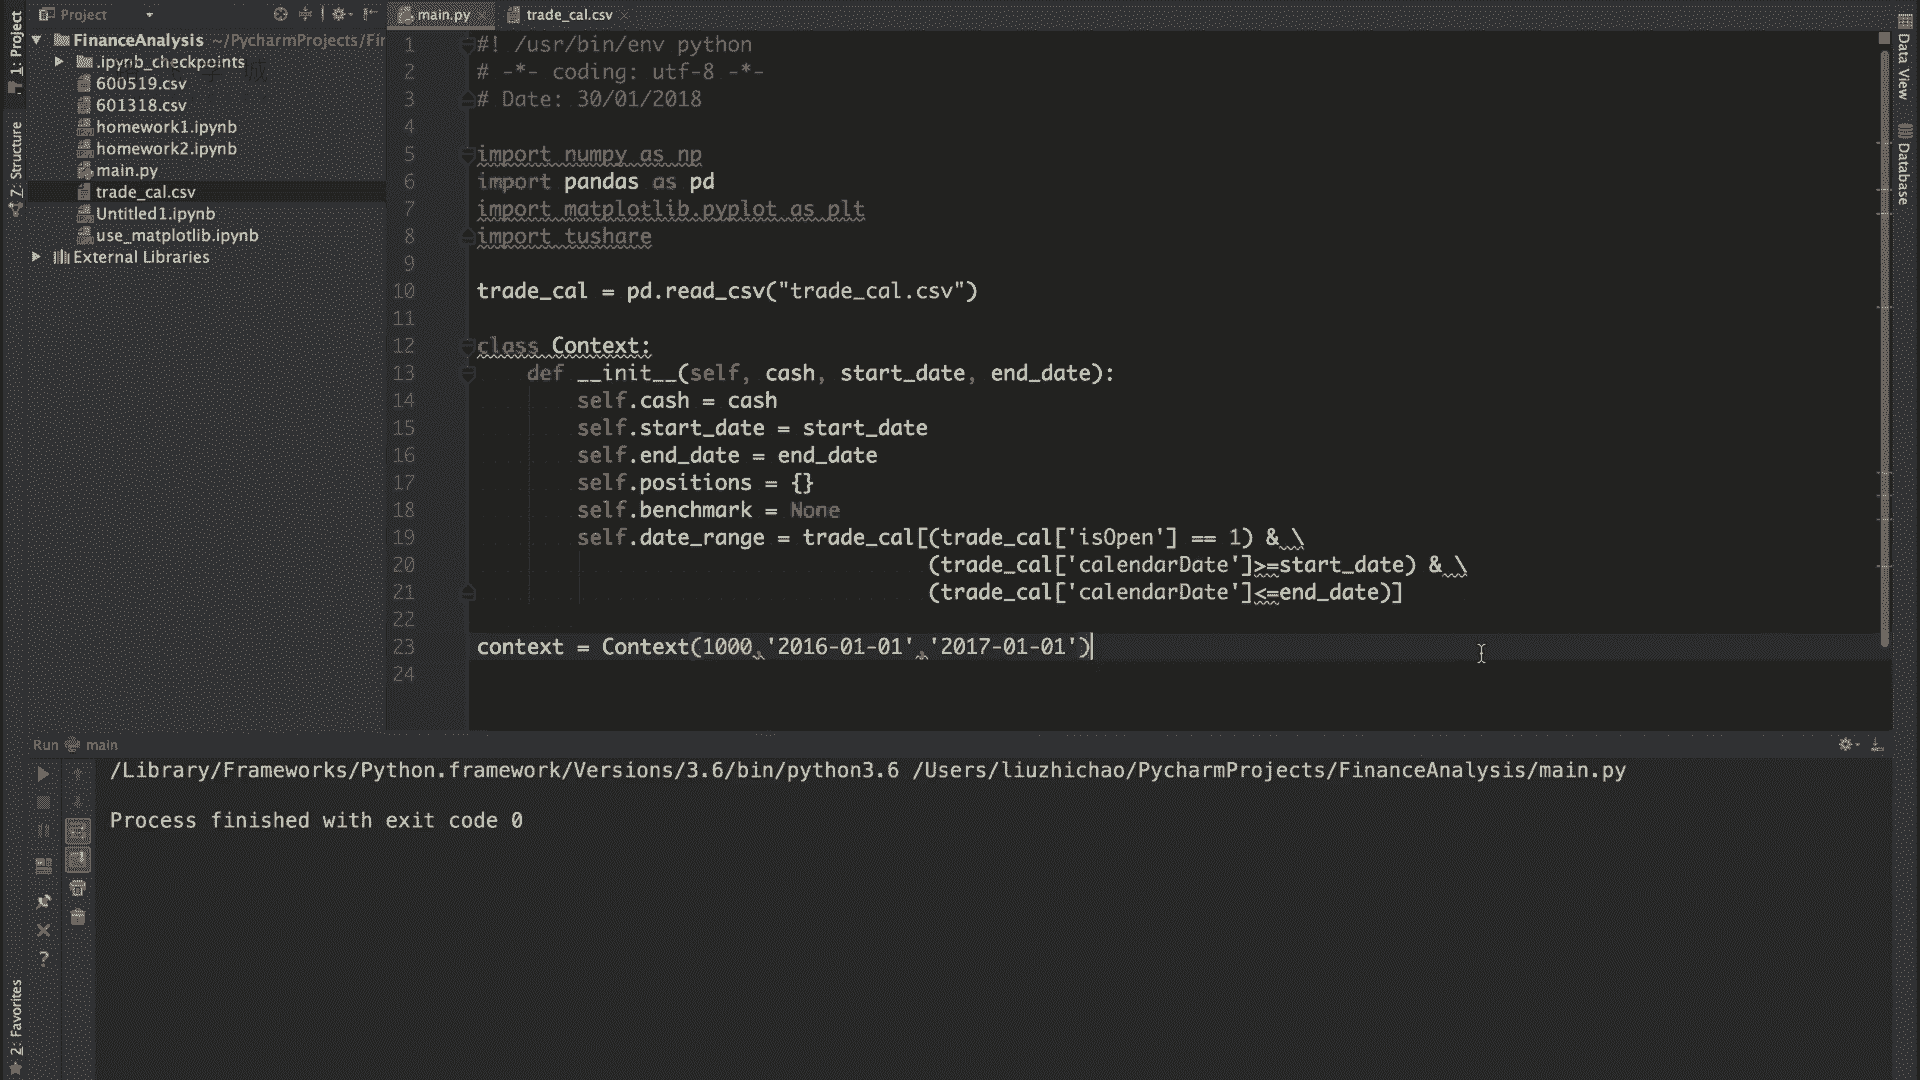 1: Project
Project
FinanceAnalysis ~/PycharmProjects/Fir
.ipynb_checkpoints
600519.csv
601318.csv
homework1.ipynb
homework2.ipynb
main.py
trade_cal.csv
Untitled1.ipynb
use_matplotlib.ipynb
External Libraries
7: Structure
2: Favorites
main.py
trade_cal.csv
1 #! /usr/bin/env python
2 # -*- coding: utf-8 -*-
3 # Date: 30/01/2018
4
5 import numpy as np
6 import pandas as pd
7 import matplotlib.pyplot as plt
8 import tushare
9
10 trade_cal = pd.read_csv("trade_cal.csv")
11
12 class Context:
13 def __init__(self, cash, start_date, end_date):
14 self.cash = cash
15 self.start_date = start_date
16 self.end_date = end_date
17 self.positions = {}
18 self.benchmark = None
19 self.date_range = trade_cal[(trade_cal['isOpen'] == 1) & \
20 (trade_cal['calendarDate']>=start_date) & \
21 (trade_cal['calendarDate']<=end_date)]
22
23 context = Context(1000,'2016-01-01','2017-01-01')
24
Data View
Database
Run main
/Library/Frameworks/Python.framework/Versions/3.6/bin/python3.6 /Users/liuzhichao/PycharmProjects/FinanceAnalysis/main.py
Process finished with exit code 0